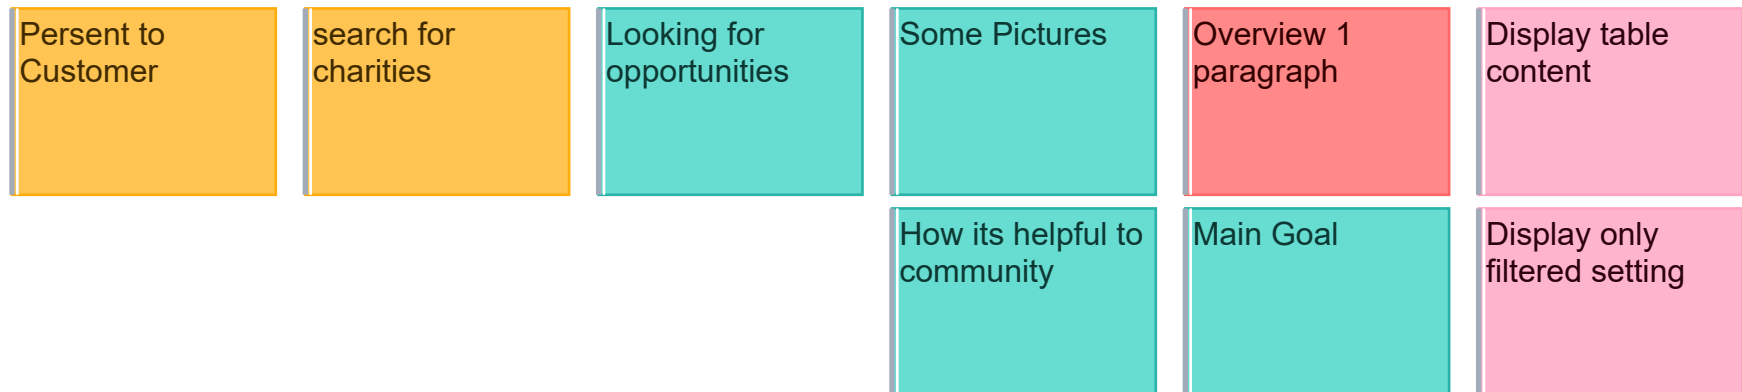 Persent to
Customer
search for
charities
Looking for
opportunities
Some Pictures
Overview 1
paragraph
Display table
content
How its helpful to
community
Main Goal
Display only
filtered setting